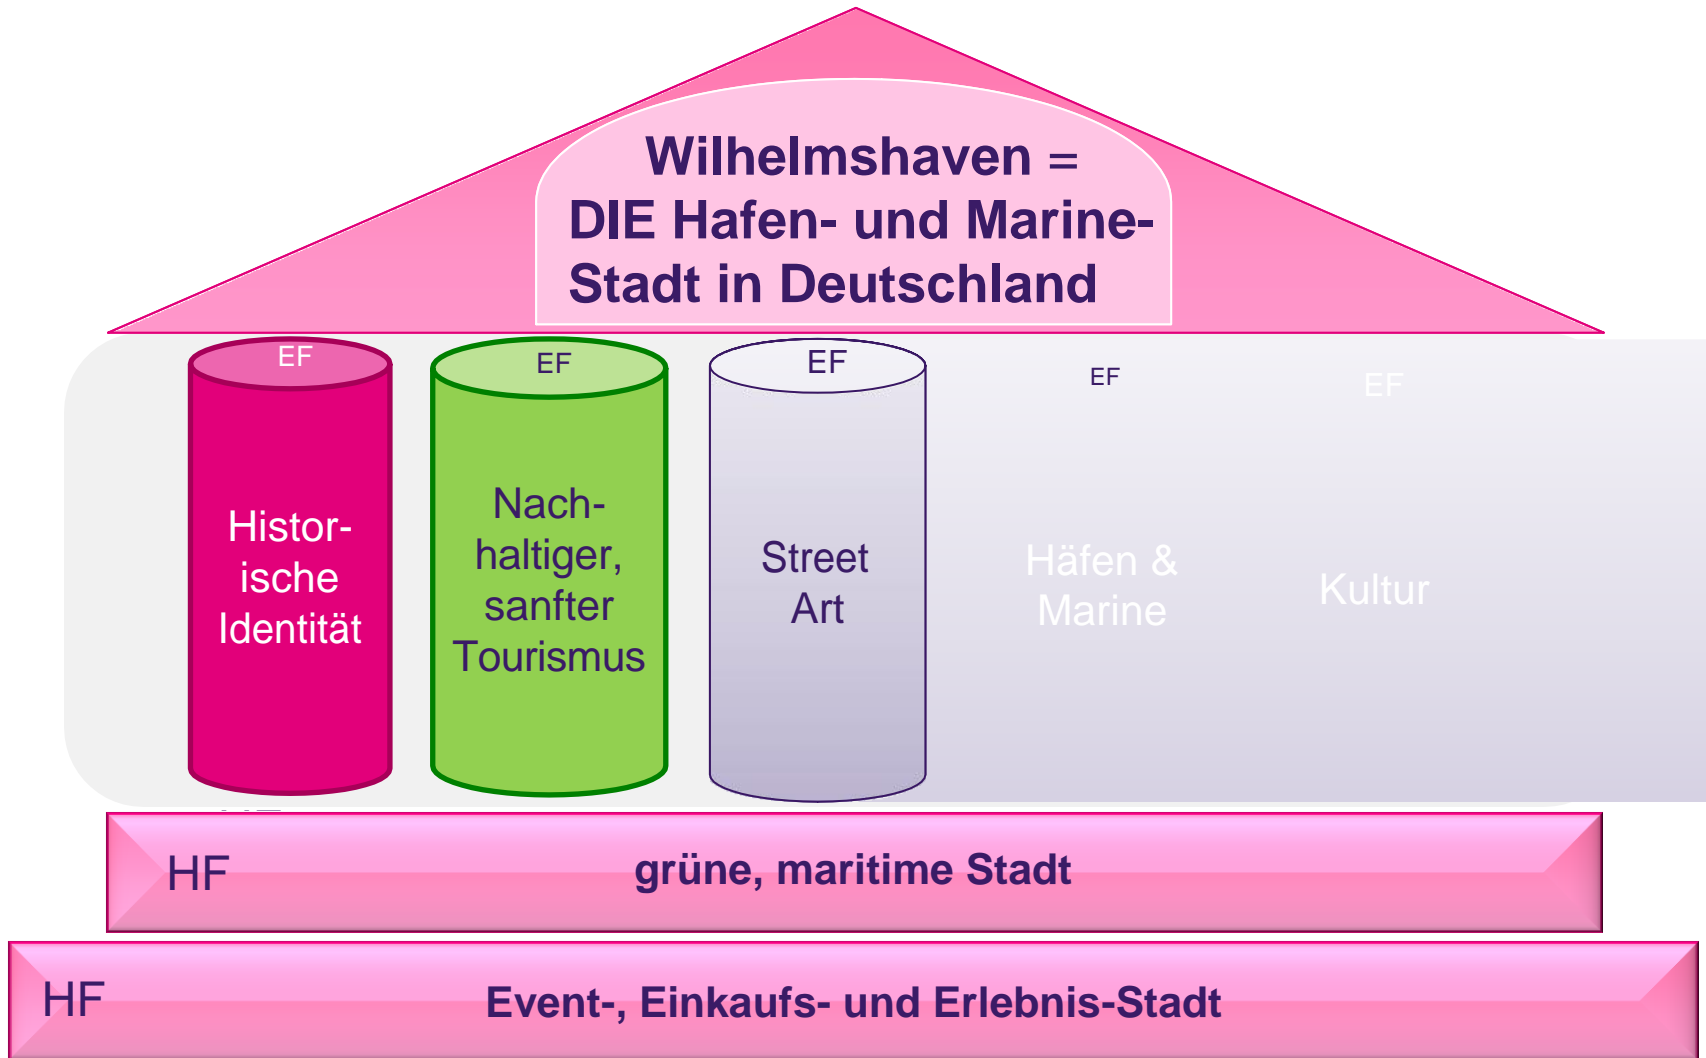 Wilhelmshaven =
DIE Hafen- und Marine-
Stadt in Deutschland
EF
EF
EF
EF
EF
Histor-
ische
Identität
Nach-
haltiger,
sanfter
Tourismus
Street
Art
Häfen &
Marine
Kultur
HF
grüne, maritime Stadt
HF
Event-, Einkaufs- und Erlebnis-Stadt